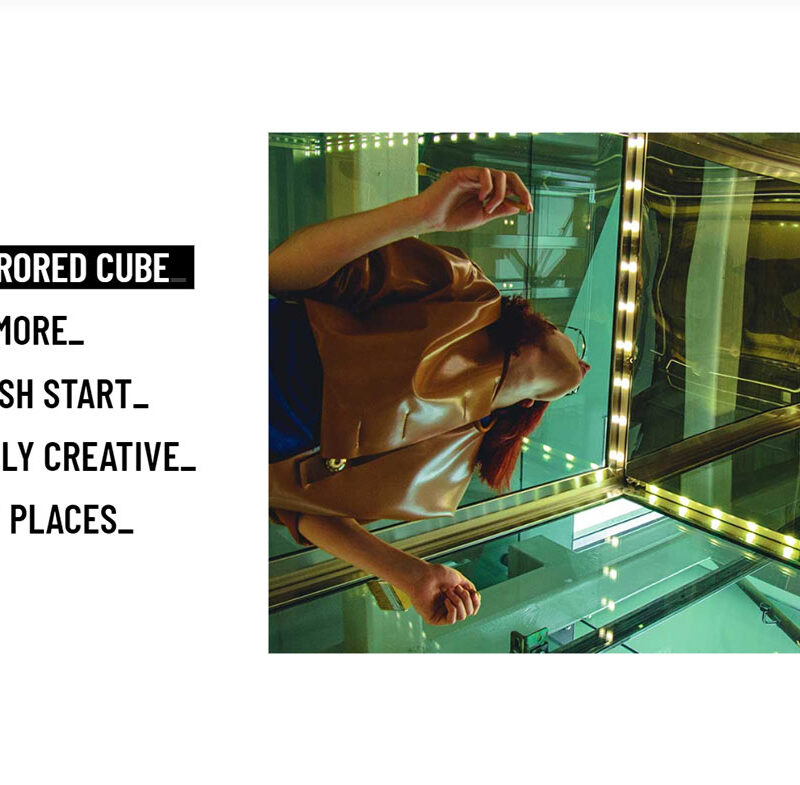 RORED CUBE_
MORE_
SH START_
LY CREATIVE_
PLACES_